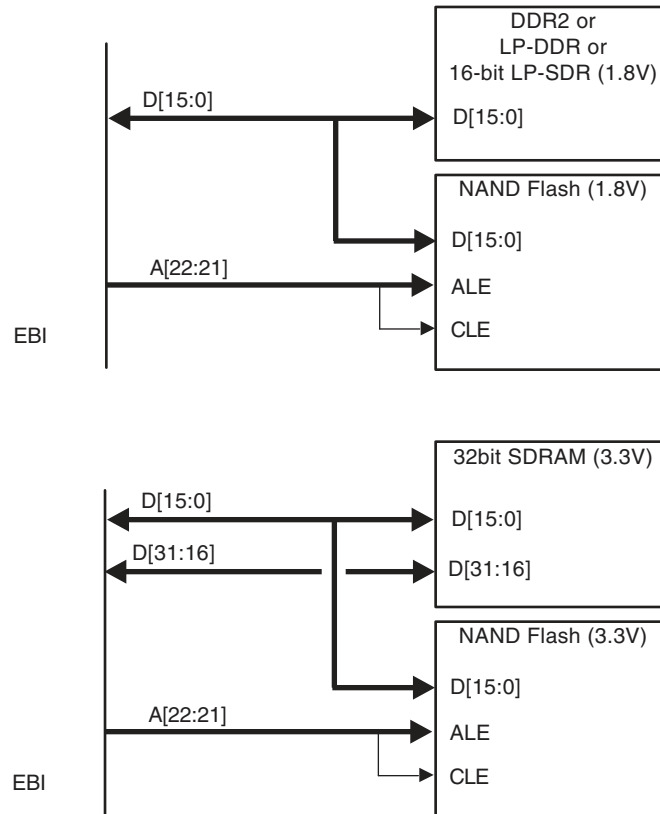 DDR2 or
LP-DDR or
16-bit LP-SDR (1.8V)
D[15:0]
D[15:0]
NAND Flash (1.8V)
D[15:0]
A[22:21]
ALE
EBI
CLE
32bit SDRAM (3.3V)
D[15:0]
D[15:0]
D[31:16]
D[31:16]
NAND Flash (3.3V)
D[15:0]
A[22:21]
ALE
EBI
CLE